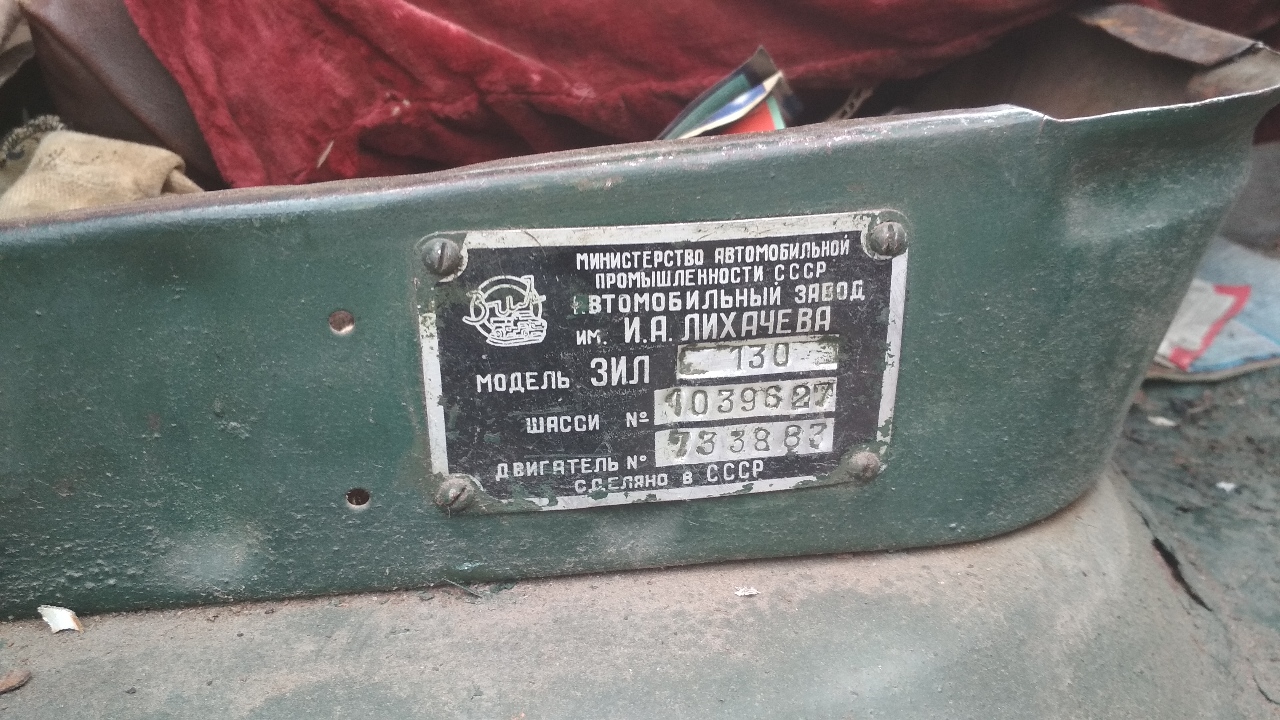 МИНИСТЕРСТВО АВТОМОБИЛЬНОЙ
ПРОМЫШЛЕННОСТИ СССР
ЗИЛ
АВТОМОБИЛЬНЫЙ ЗАВОД
ИМ. И.А. ЛИХАЧЕВА
МОДЕЛЬ ЗИЛ 130
ШАССИ № 1039627
ДВИГАТЕЛЬ № 733883
СДЕЛАНО В СССР